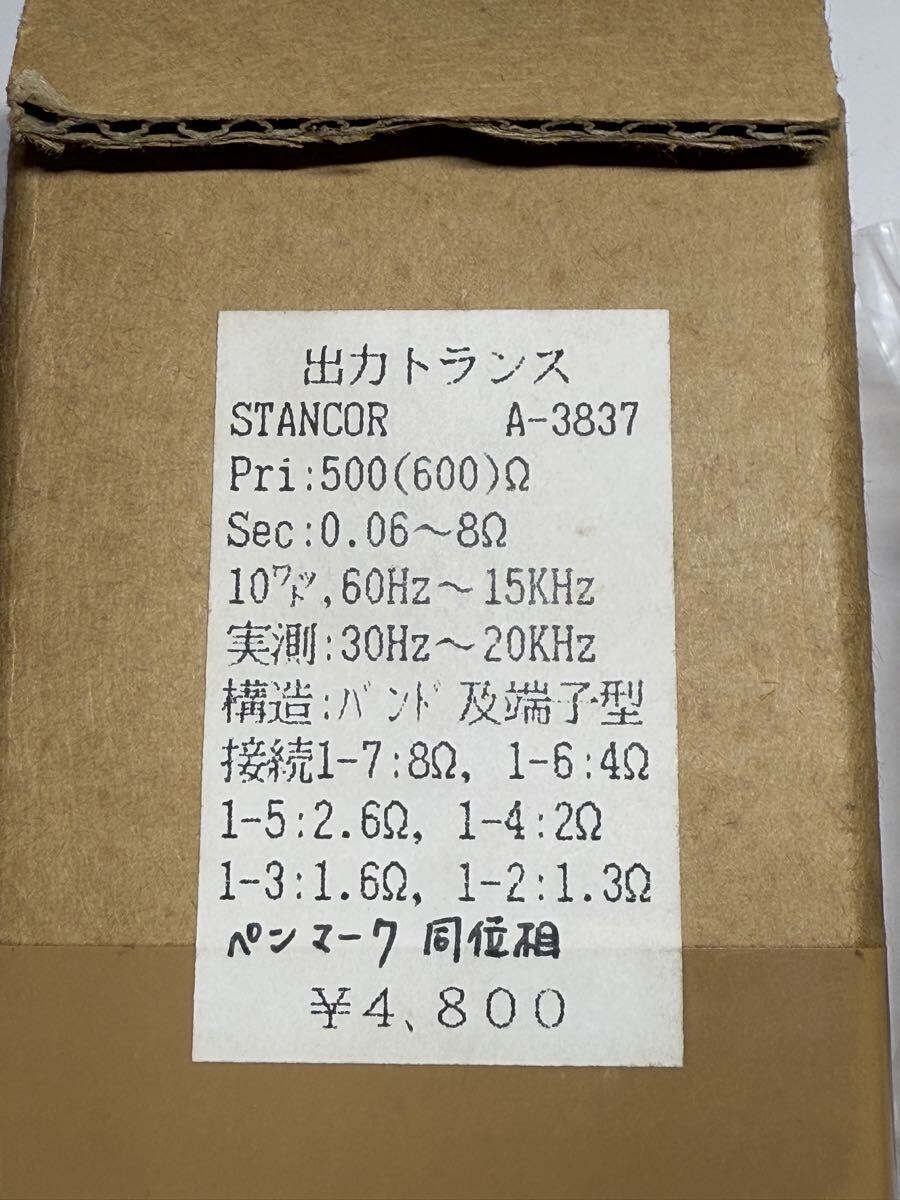 出力トランス
STANCOR A-3837
Pri:500(600)Ω
Sec:0.06～8Ω
10ワット,60Hz～15KHz
実測:30Hz～20KHz
構造:バンド及端子型
接続1-7:8Ω, 1-6:4Ω
1-5:2.6Ω, 1-4:2Ω
1-3:1.6Ω, 1-2:1.3Ω
ペンマーク 同位相
¥4、800